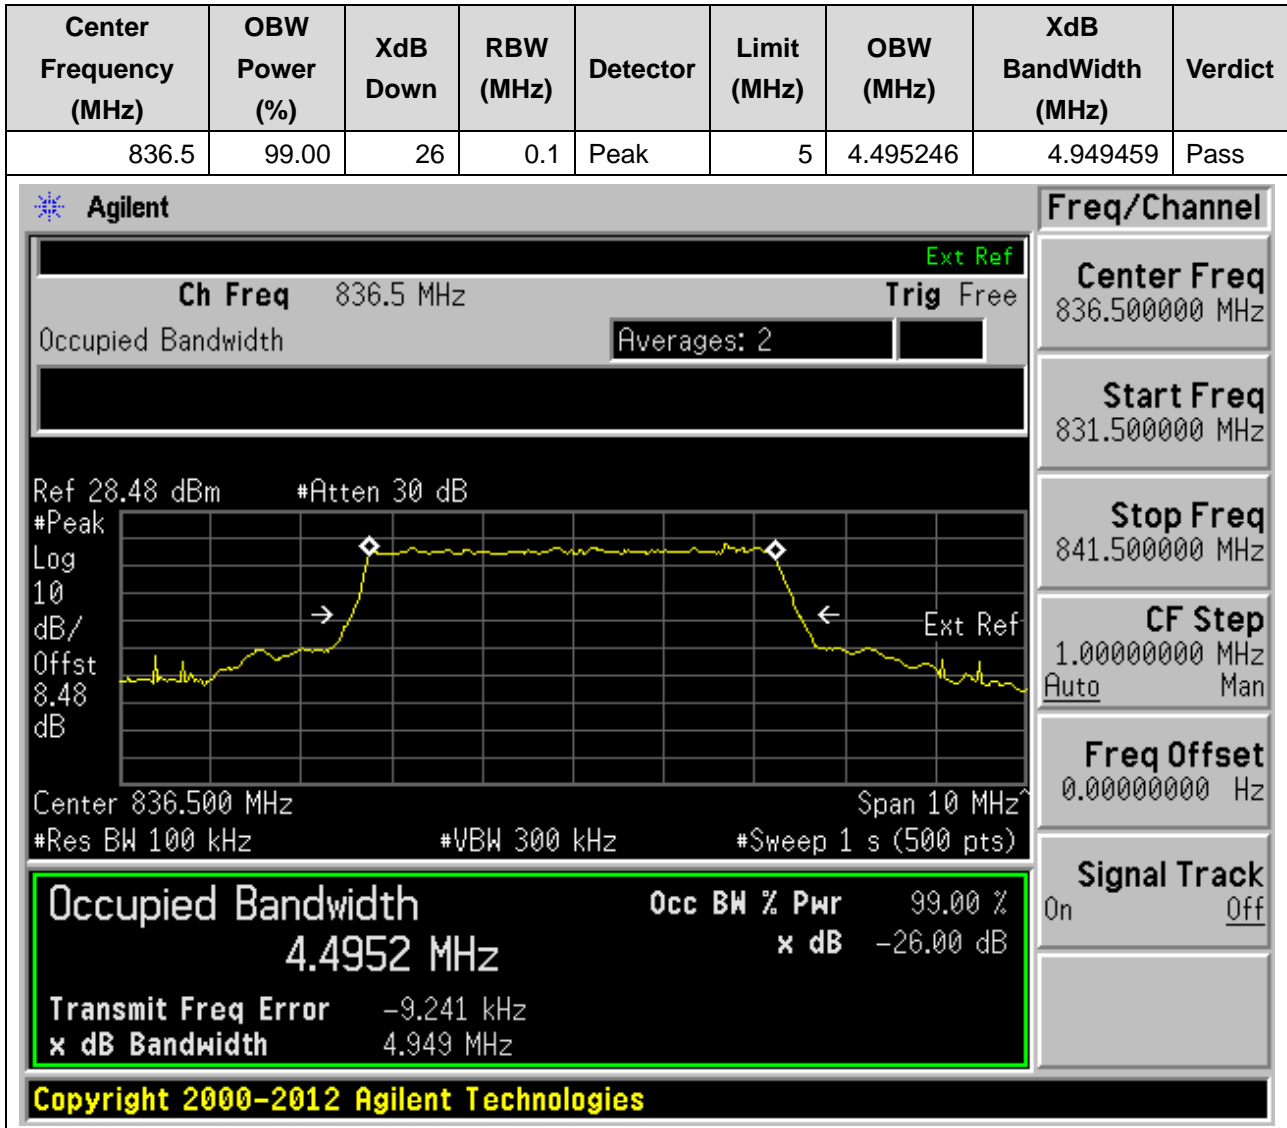 Center Frequency (MHz) OBW Power (%) XdB Down RBW (MHz) Detector Limit (MHz) OBW (MHz) XdB BandWidth (MHz) Verdict
836.5 99.00 26 0.1 Peak 5 4.495246 4.949459 Pass
Agilent
Freq/Channel
Ext Ref
Ch Freq 836.5 MHz Trig Free
Occupied Bandwidth Averages: 2
Center Freq
836.500000 MHz
Start Freq
831.500000 MHz
Stop Freq
841.500000 MHz
CF Step
1.00000000 MHz
Auto Man
Freq Offset
0.00000000 Hz
Signal Track
On Off
Ref 28.48 dBm #Atten 30 dB
#Peak
Log
10
dB/
Offst
8.48
dB
Ext Ref
Center 836.500 MHz Span 10 MHz^
#Res BW 100 kHz #VBW 300 kHz #Sweep 1 s (500 pts)
Occupied Bandwidth
4.4952 MHz
Occ BW % Pwr 99.00 %
x dB -26.00 dB
Transmit Freq Error -9.241 kHz
x dB Bandwidth 4.949 MHz
Copyright 2000-2012 Agilent Technologies